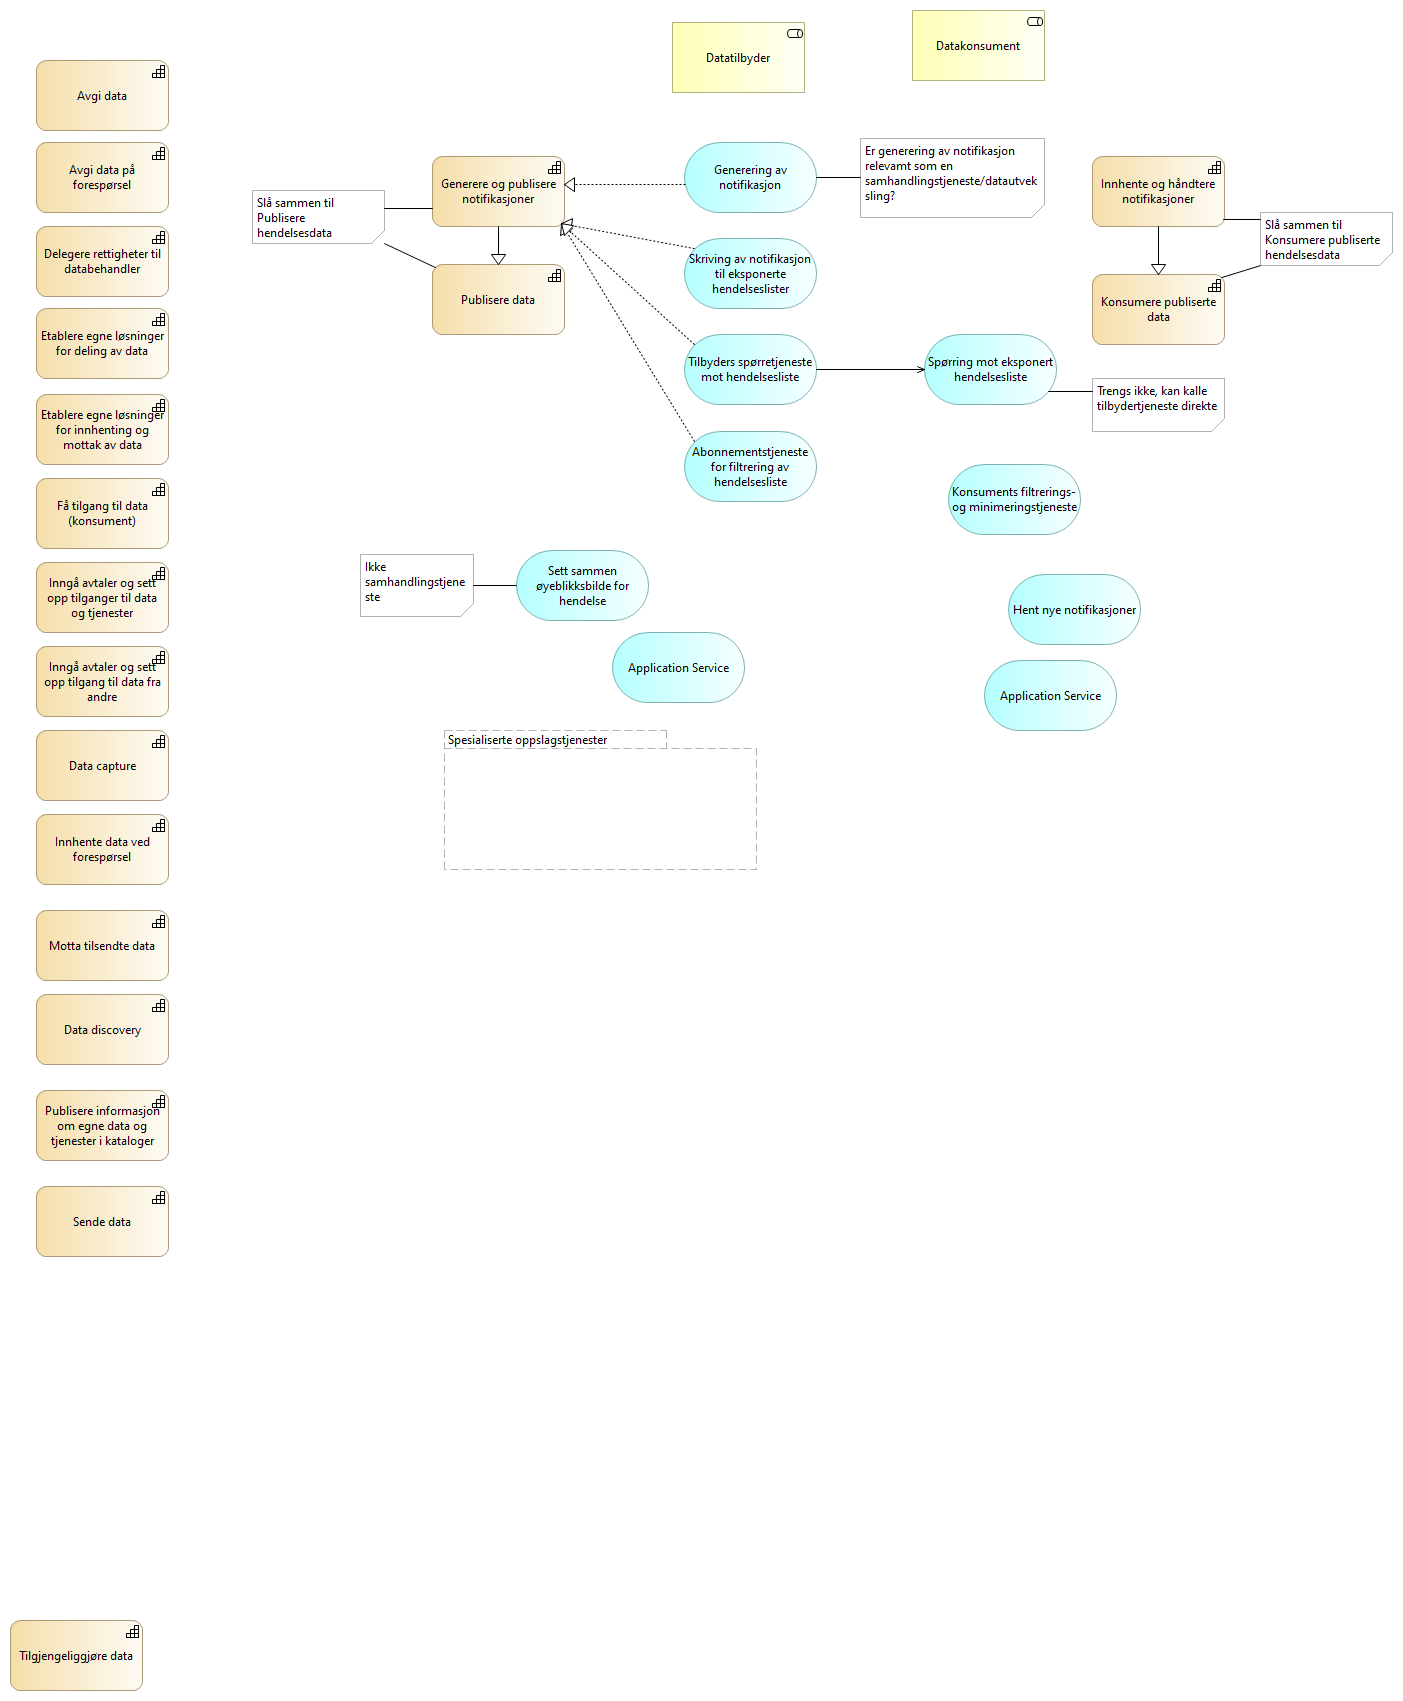 Datatilbyder
Datakonsument
Avgi data
Avgi data på
forespørsel
Delegere rettigheter til
databehandler
Etablere egne løsninger
for deling av data
Etablere egne løsninger
for innhenting og
mottak av data
Få tilgang til data
(konsument)
Inngå avtaler og sett
opp tilganger til data
og tjenester
Inngå avtaler og sett
opp tilgang til data fra
andre
Data capture
Innhente data ved
forespørsel
Motta tilsendte data
Data discovery
Publisere informasjon
om egne data og
tjenester i kataloger
Sende data
Tilgjengeliggjøre data
Slå sammen til
Publisere
hendelsesdata
Generere og publisere
notifikasjoner
Publisere data
Generering av
notifikasjon
Er generering av notifikasjon
relevamt som en
samhandlingstjeneste/datautvek
sling?
Skriving av notifikasjon
til eksponerte
hendelseslister
Tilbyders spørretjeneste
mot hendelsesliste
Spørring mot eksponert
hendelsesliste
Trengs ikke, kan kalle
tilbydertjeneste direkte
Abonnementstjeneste
for filtrering av
hendelsesliste
Innhente og håndtere
notifikasjoner
Slå sammen til
Konsumere publiserte
hendelsesdata
Konsumere publiserte
data
Konsuments filtrerings-
og minimeringstjeneste
Ikke
samhandlingstjene
ste
Sett sammen
øyeblikksbilde for
hendelse
Hent nye notifikasjoner
Application Service
Application Service
Spesialiserte oppslagstjenester